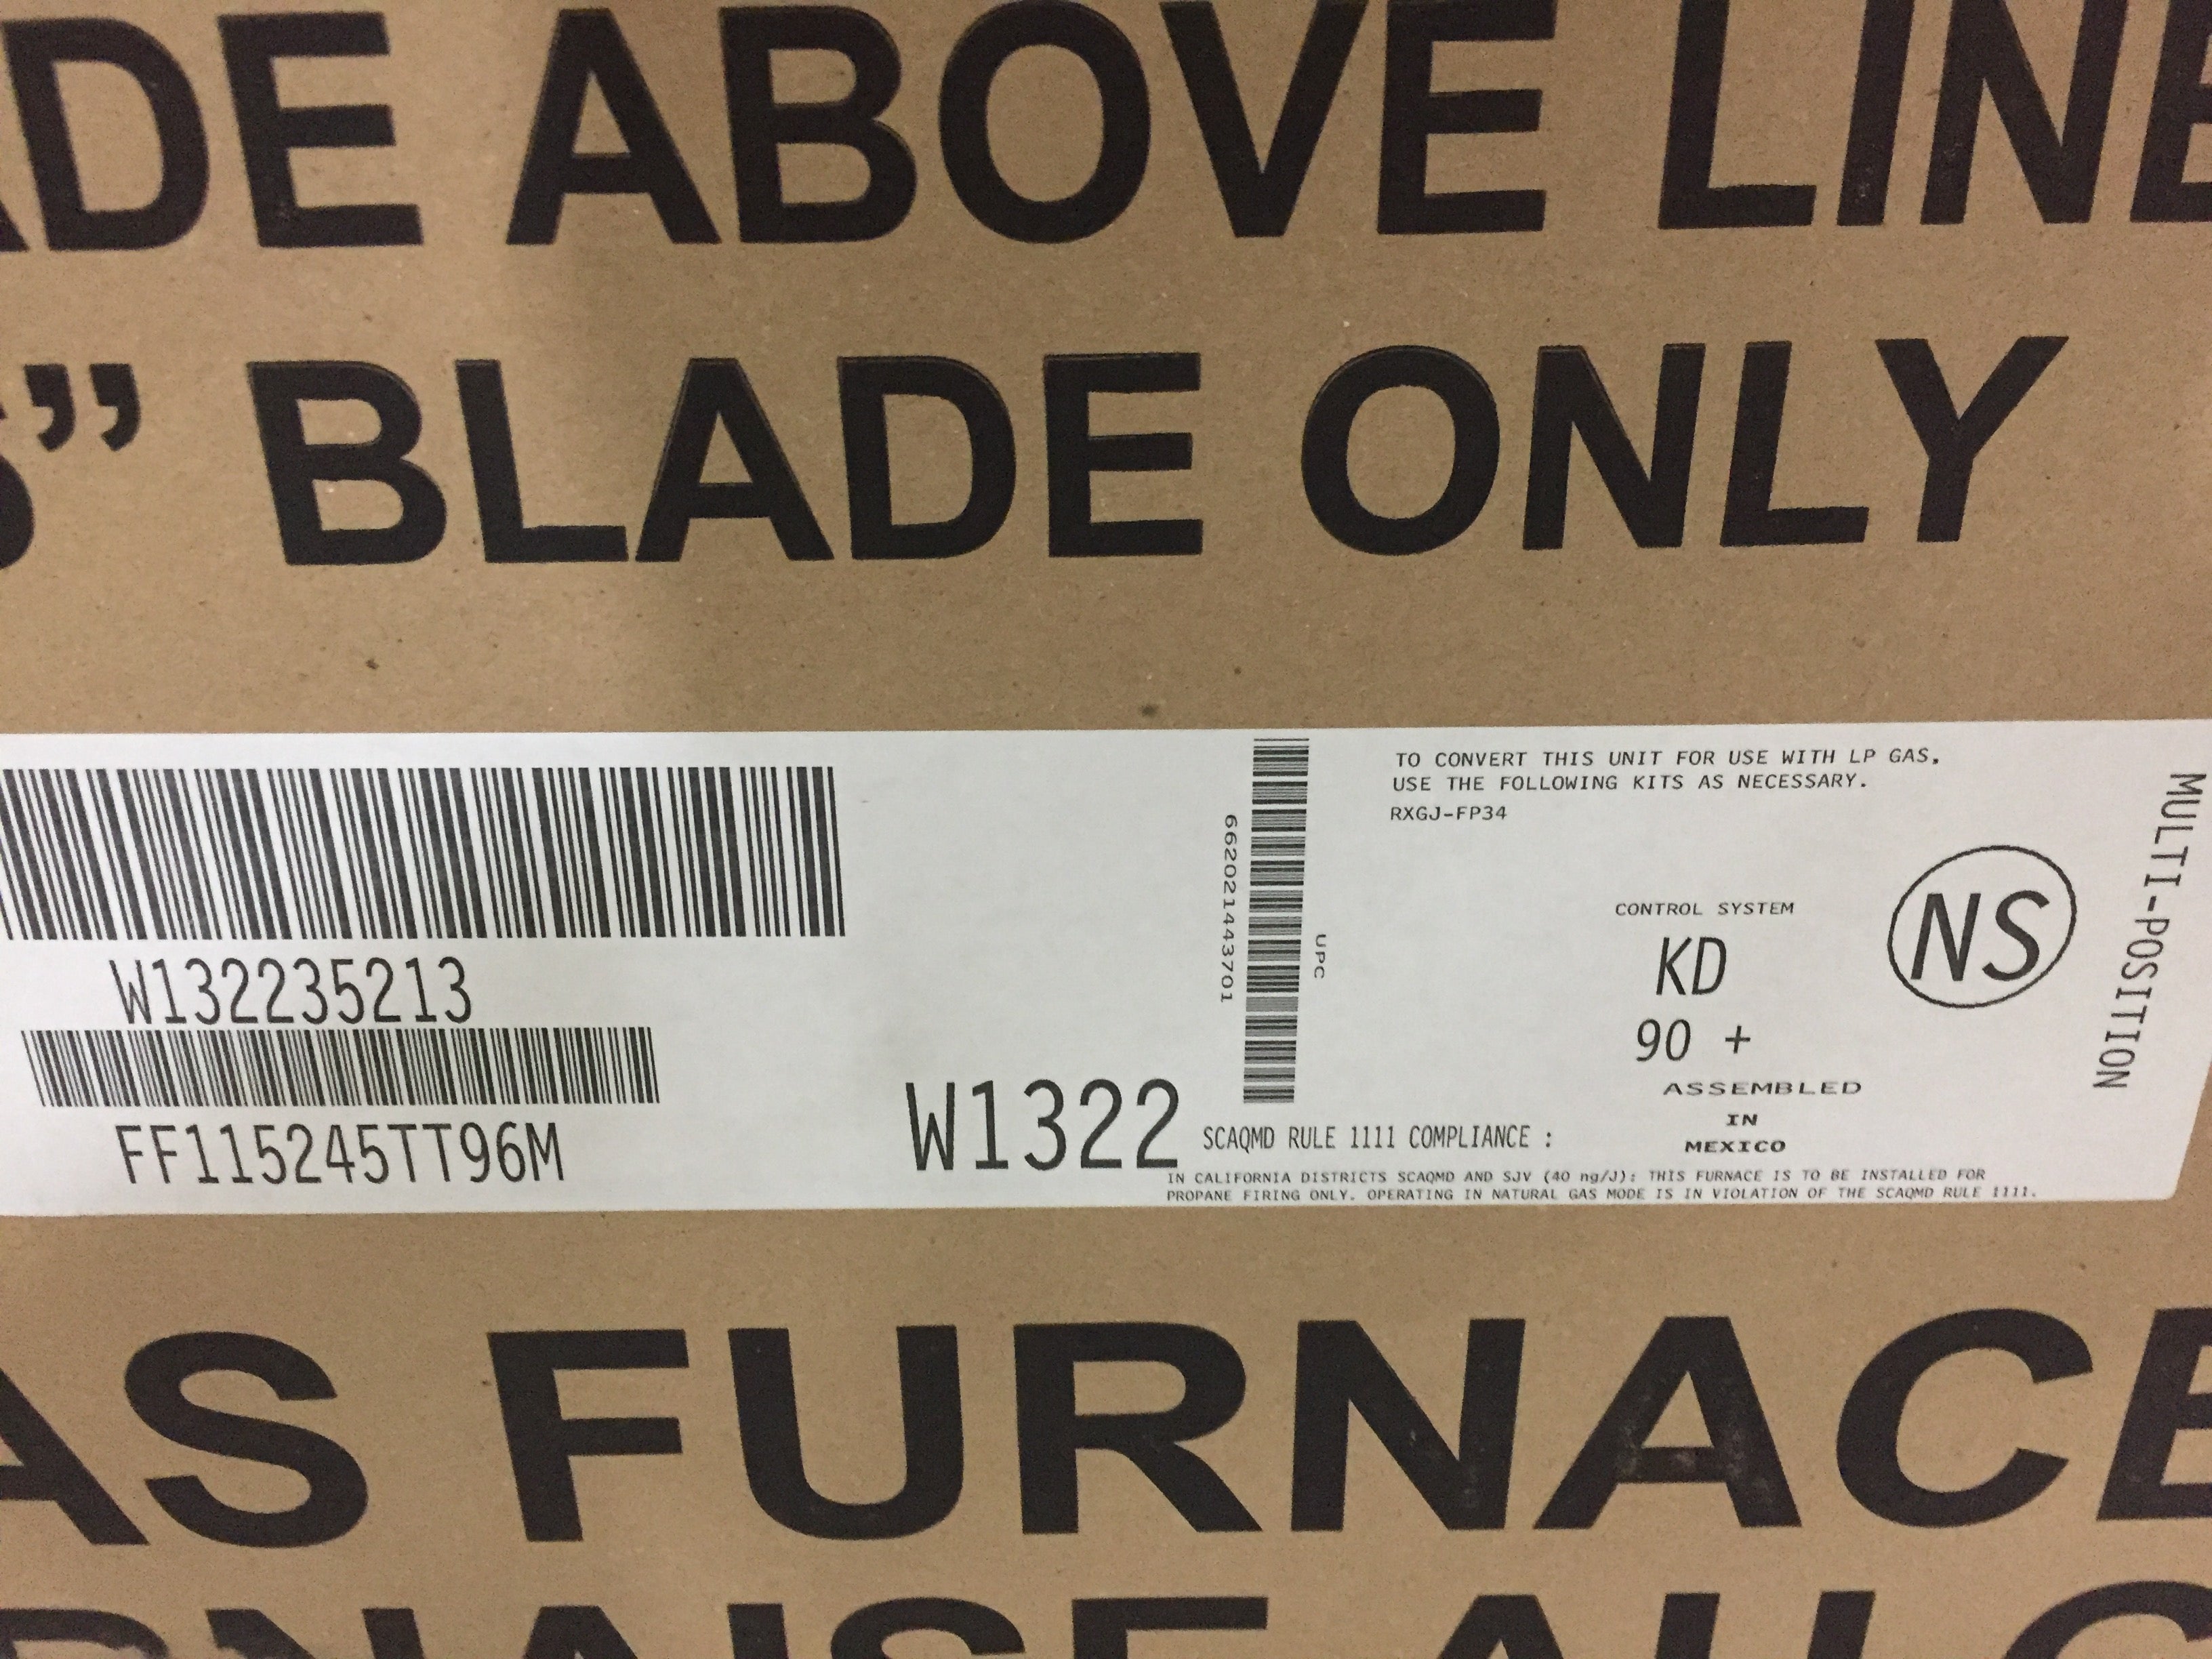 ADE ABOVE LINE
S” BLADE ONLY
W132235213
FF115245TT96M
W1322
662021443701
UPC
TO CONVERT THIS UNIT FOR USE WITH LP GAS,
USE THE FOLLOWING KITS AS NECESSARY.
RXGJ-FP34
CONTROL SYSTEM
KD
90 +
NS
MULTI-POSITION
ASSEMBLED
IN
MEXICO
SCAQMD RULE 1111 COMPLIANCE :
IN CALIFORNIA DISTRICTS SCAQMD AND SJV (40 ng/J): THIS FURNACE IS TO BE INSTALLED FOR
PROPANE FIRING ONLY. OPERATING IN NATURAL GAS MODE IS IN VIOLATION OF THE SCAQMD RULE 1111.
AS FURNACE